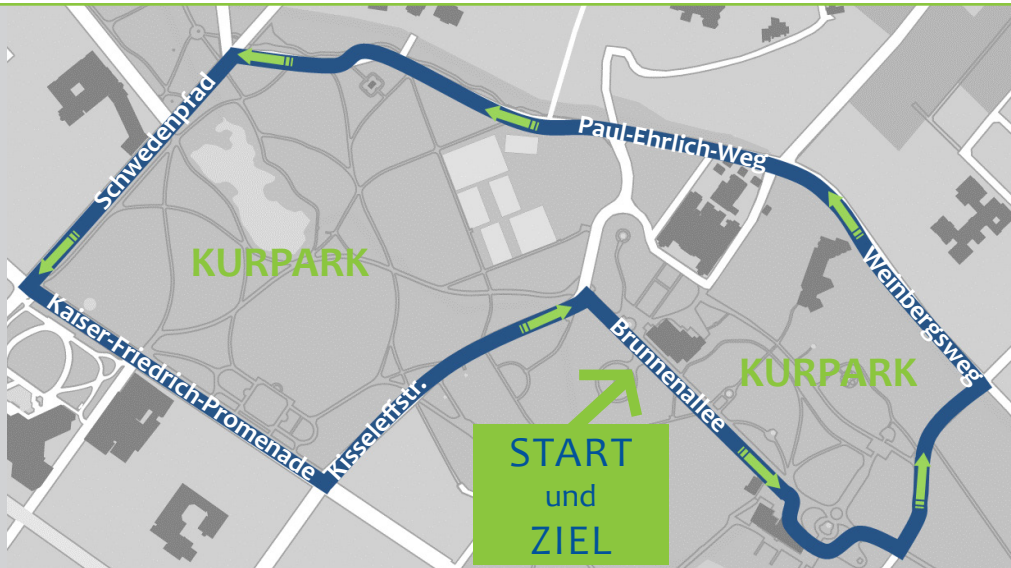 Schwedenpfad
Paul-Ehrlich-Weg
KURPARK
Weinbergsweg
Kaiser-Friedrich-Promenade
Kisseleffstr.
Brunnenallee
KURPARK
START
und
ZIEL